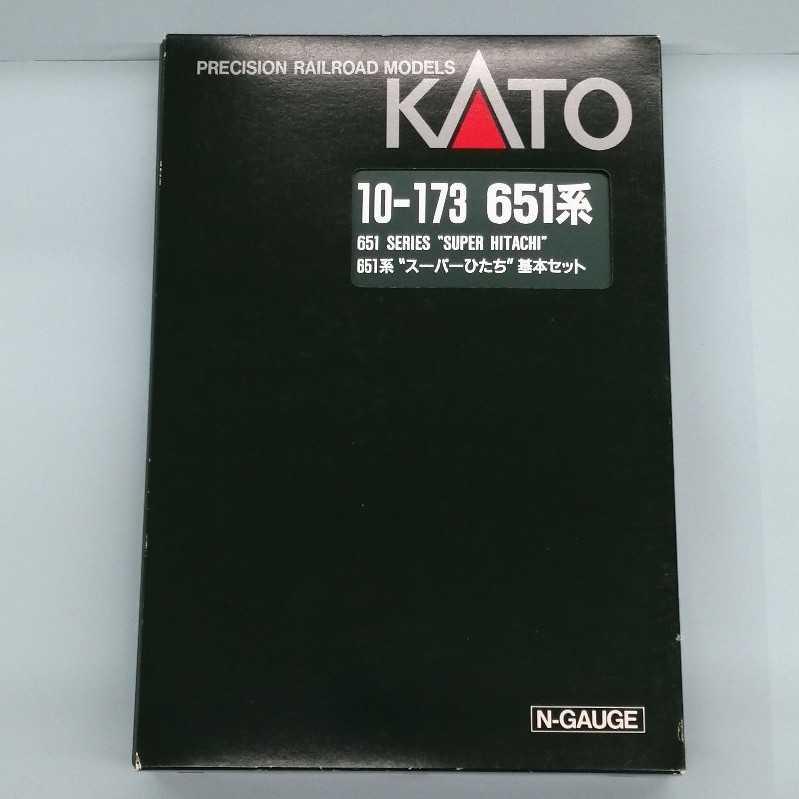 PRECISION RAILROAD MODELS
KATO
10-173 651系
651 SERIES "SUPER HITACHI"
651系 "スーパーひたち" 基本セット
N-GAUGE